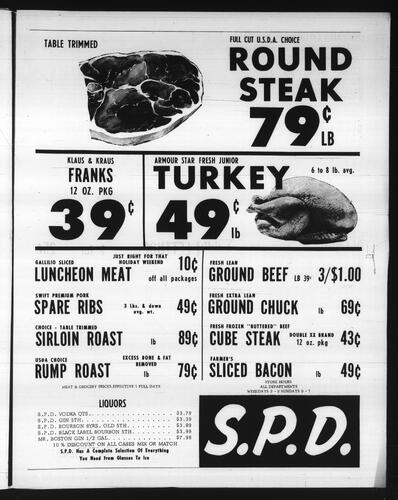 TABLE TRIMMED
FULL CUT U.S.D.A. CHOICE
ROUND
STEAK
79¢
LB
KLAUS & KRAUS
FRANKS
12 OZ. PKG
39¢
ARMOUR STAR FRESH JUNIOR
TURKEY
6 to 8 lb. avg.
49¢
lb
GALLILIO SLICED
JUST RIGHT FOR THAT
HOLIDAY WEEKEND
LUNCHEON MEAT
10¢
off all packages
SWIFT PREMIUM PORK
SPARE RIBS
3 lbs. & down
avg. wt.
49¢
CHOICE - TABLE TRIMMED
SIRLOIN ROAST lb 89¢
USDA CHOICE
EXCESS BONE & FAT
REMOVED
RUMP ROAST lb 79¢
MEAT & GROCERY PRICES EFFECTIVE 7 FULL DAYS
FRESH LEAN
GROUND BEEF LB 39¢ 3/$1.00
FRESH EXTRA LEAN
GROUND CHUCK lb 69¢
FRESH FROZEN "BUTTERED" BEEF
CUBE STEAK
DOUBLE XX BRAND
12 oz. pkg
43¢
FARMER'S
SLICED BACON lb 49¢
STORE HOURS
ALL DEPARTMENTS
WEEKDAYS 8 - 8 SUNDAYS 8 - 7
LIQUORS
S.P.D. VODKA QTS $3.79
S.P.D. GIN 5TH $3.39
S.P.D. BOURBON 8YRS. OLD 5TH $3.89
S.P.D. BLACK LABEL BOURBON 5TH $3.99
MR. BOSTON GIN 1/2 GAL. $7.98
10 % DISCOUNT ON ALL CASES MIX OR MATCH
S.P.D. Has A Complete Selection Of Everything
You Need From Glasses To Ice
S.P.D.